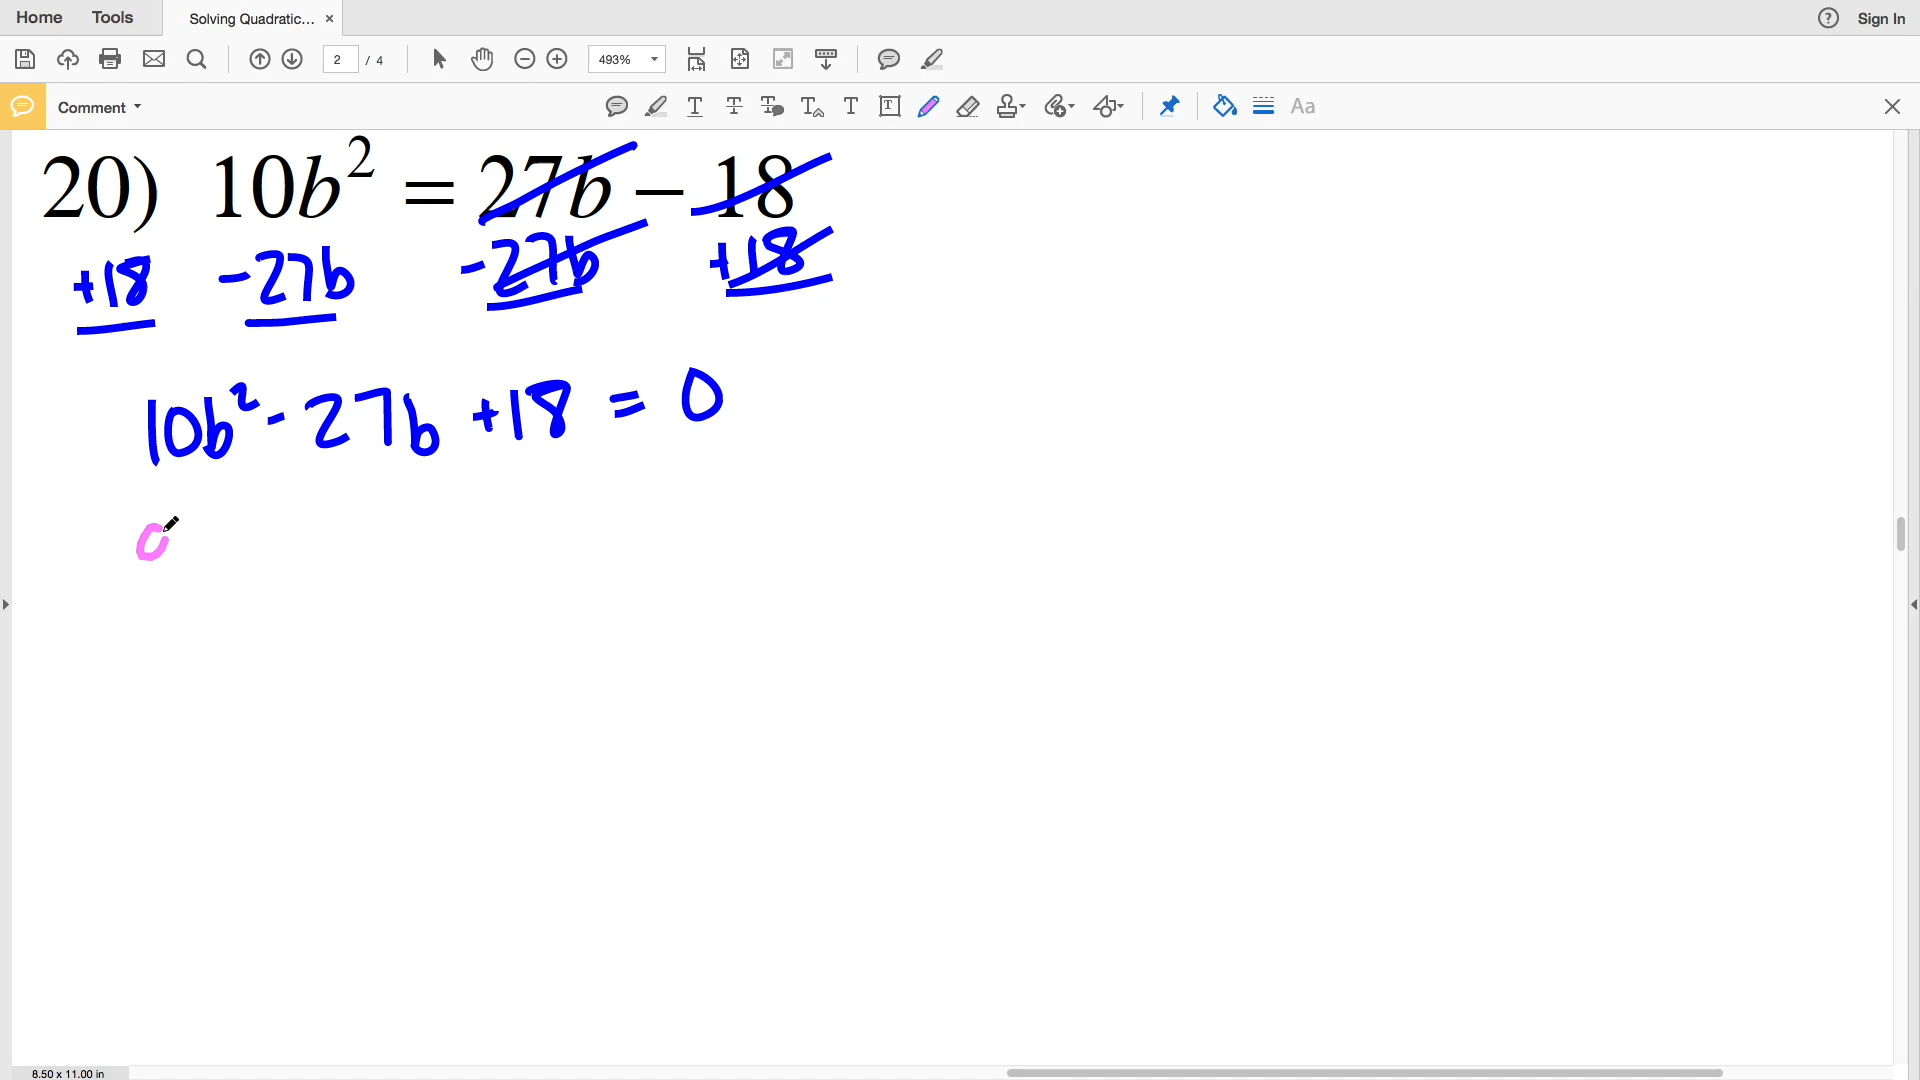 Home Tools Solving Quadratic... × Sign In
2 / 4 493%
Comment Aa
20) 10b² = 27b − 18
+18 -27b -27b +18
10b² - 27b +18 = 0
8.50 x 11.00 in